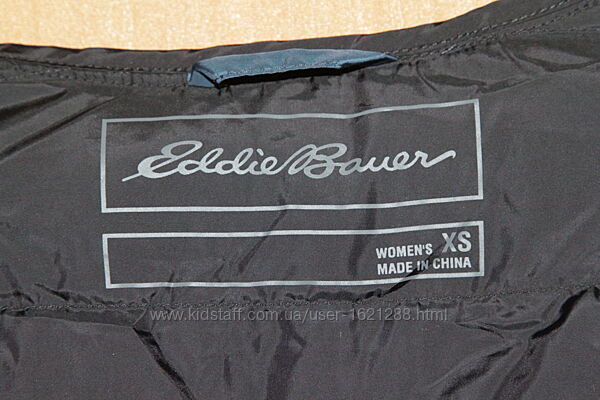 Eddie Bauer
WOMEN'S XS
MADE IN CHINA
www.kidstaff.com.ua/user-1621288.html